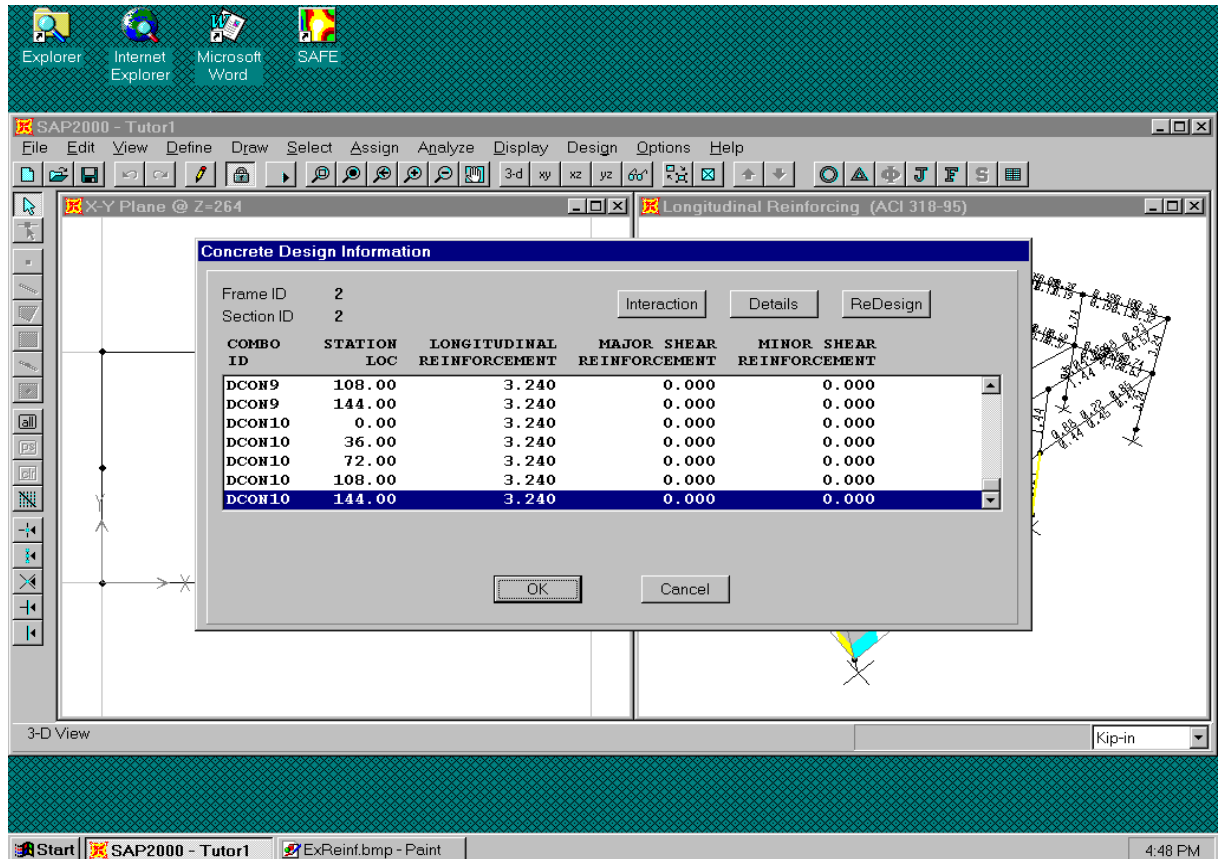 Explorer
Internet Explorer
Microsoft Word
SAFE
SAP2000 - Tutor1
File Edit View Define Draw Select Assign Analyze Display Design Options Help
3-d xy xz yz
J F S
X-Y Plane @ Z=264
Longitudinal Reinforcing (ACI 318-95)
all
ps
clr
Concrete Design Information
Frame ID 2
Section ID 2
Interaction Details ReDesign
COMBO STATION LONGITUDINAL MAJOR SHEAR MINOR SHEAR
ID LOC REINFORCEMENT REINFORCEMENT REINFORCEMENT
DCON9 108.00 3.240 0.000 0.000
DCON9 144.00 3.240 0.000 0.000
DCON10 0.00 3.240 0.000 0.000
DCON10 36.00 3.240 0.000 0.000
DCON10 72.00 3.240 0.000 0.000
DCON10 108.00 3.240 0.000 0.000
DCON10 144.00 3.240 0.000 0.000
OK Cancel
Y
X
3-D View
Kip-in
Start SAP2000 - Tutor1 ExReinf.bmp - Paint 4:48 PM